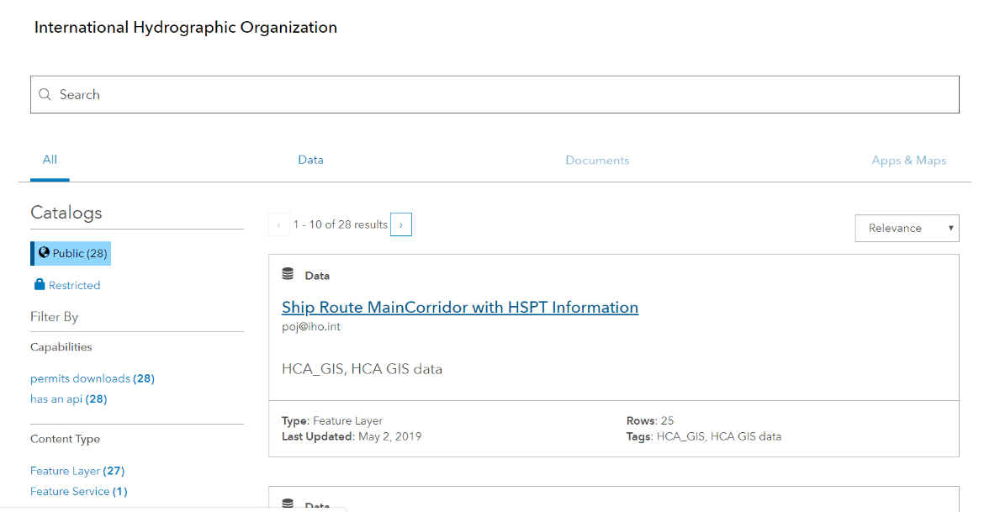 International Hydrographic Organization
Search
All Data Documents Apps & Maps
Catalogs
Public (28)
Restricted
Filter By
Capabilities
permits downloads (28)
has an api (28)
Content Type
Feature Layer (27)
Feature Service (1)
‹ 1 - 10 of 28 results ›
Relevance
Data
Ship Route MainCorridor with HSPT Information
poj@iho.int
HCA_GIS, HCA GIS data
Type: Feature Layer
Last Updated: May 2, 2019
Rows: 25
Tags: HCA_GIS, HCA GIS data
Data